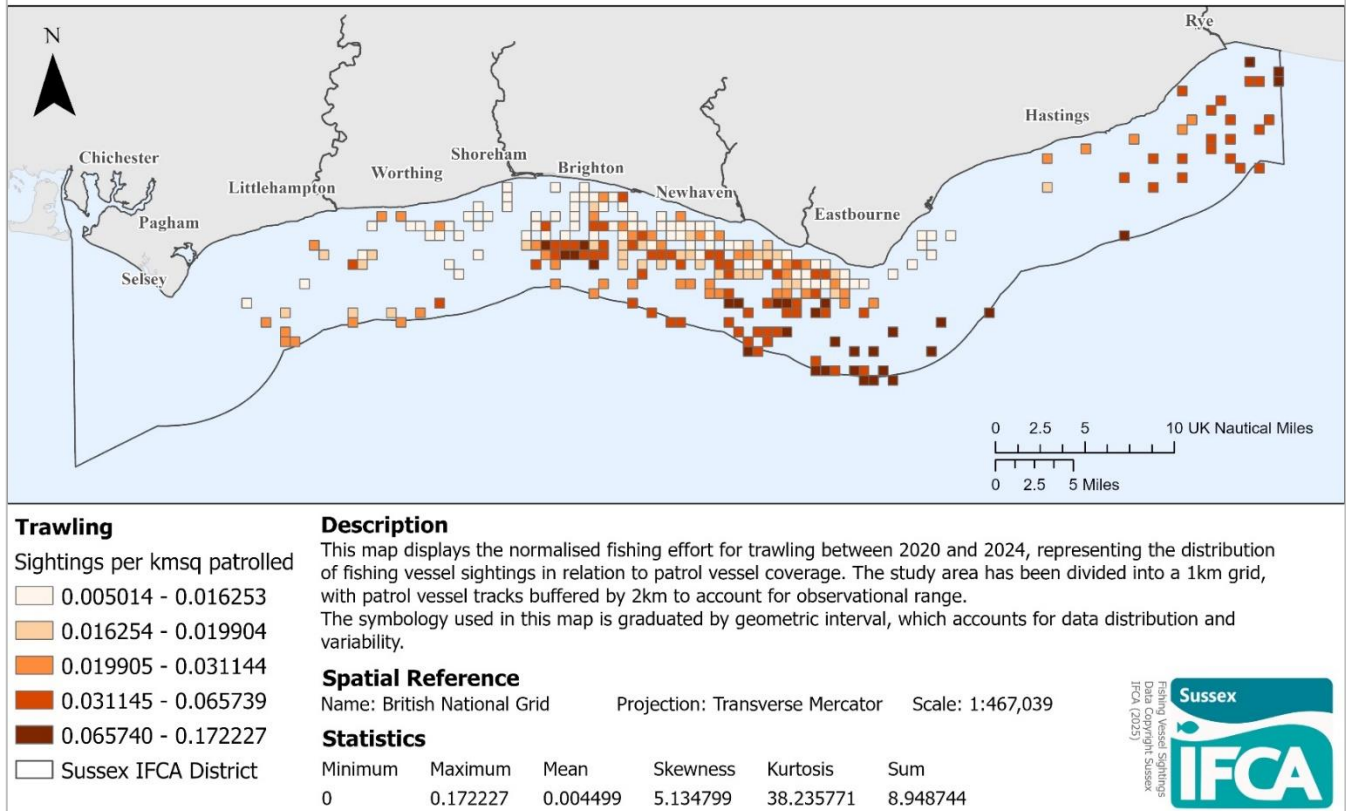 N
Rye
Hastings
Chichester
Shoreham
Brighton
Worthing
Littlehampton
Newhaven
Pagham
Eastbourne
Selsey
0 2.5 5 10 UK Nautical Miles
0 2.5 5 Miles
Trawling
Sightings per kmsq patrolled
0.005014 - 0.016253
0.016254 - 0.019904
0.019905 - 0.031144
0.031145 - 0.065739
0.065740 - 0.172227
Sussex IFCA District
Description
This map displays the normalised fishing effort for trawling between 2020 and 2024, representing the distribution
of fishing vessel sightings in relation to patrol vessel coverage. The study area has been divided into a 1km grid,
with patrol vessel tracks buffered by 2km to account for observational range.
The symbology used in this map is graduated by geometric interval, which accounts for data distribution and
variability.
Spatial Reference
Name: British National Grid Projection: Transverse Mercator Scale: 1:467,039
Statistics
Minimum Maximum Mean Skewness Kurtosis Sum
0 0.172227 0.004499 5.134799 38.235771 8.948744
Fishing Vessel Sightings
Data Copyright Sussex
IFCA (2025)
Sussex
IFCA